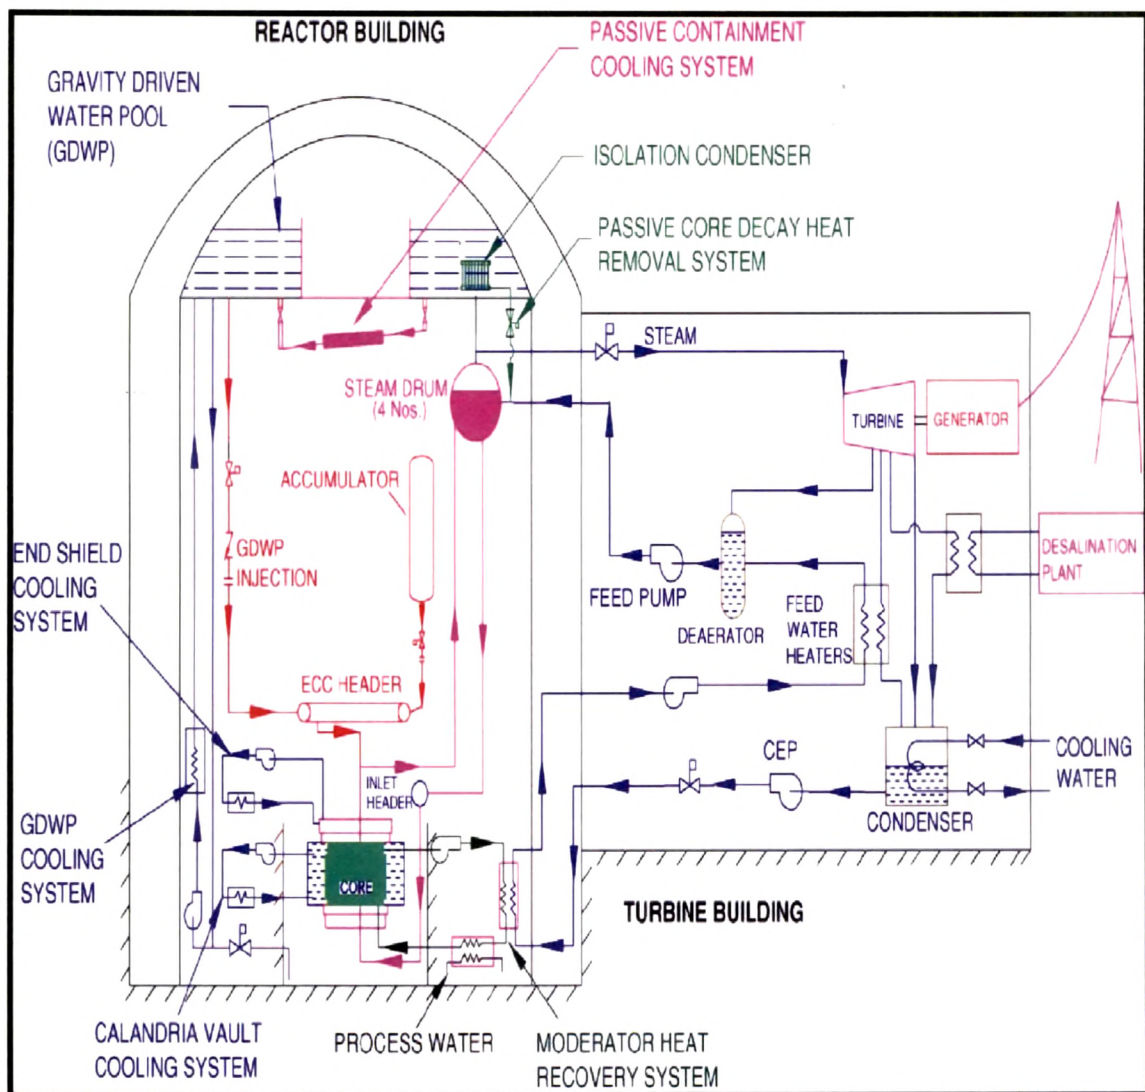 REACTOR BUILDING
PASSIVE CONTAINMENT
COOLING SYSTEM
GRAVITY DRIVEN
WATER POOL
(GDWP)
ISOLATION CONDENSER
PASSIVE CORE DECAY HEAT
REMOVAL SYSTEM
STEAM
STEAM DRUM
(4 Nos.)
TURBINE
GENERATOR
ACCUMULATOR
GDWP
INJECTION
END SHIELD
COOLING
SYSTEM
FEED PUMP
DEAERATOR
FEED
WATER
HEATERS
DESALINATION
PLANT
ECC HEADER
INLET
HEADER
CEP
COOLING
WATER
CONDENSER
GDWP
COOLING
SYSTEM
CORE
TURBINE BUILDING
CALANDRIA VAULT
COOLING SYSTEM
PROCESS WATER
MODERATOR HEAT
RECOVERY SYSTEM